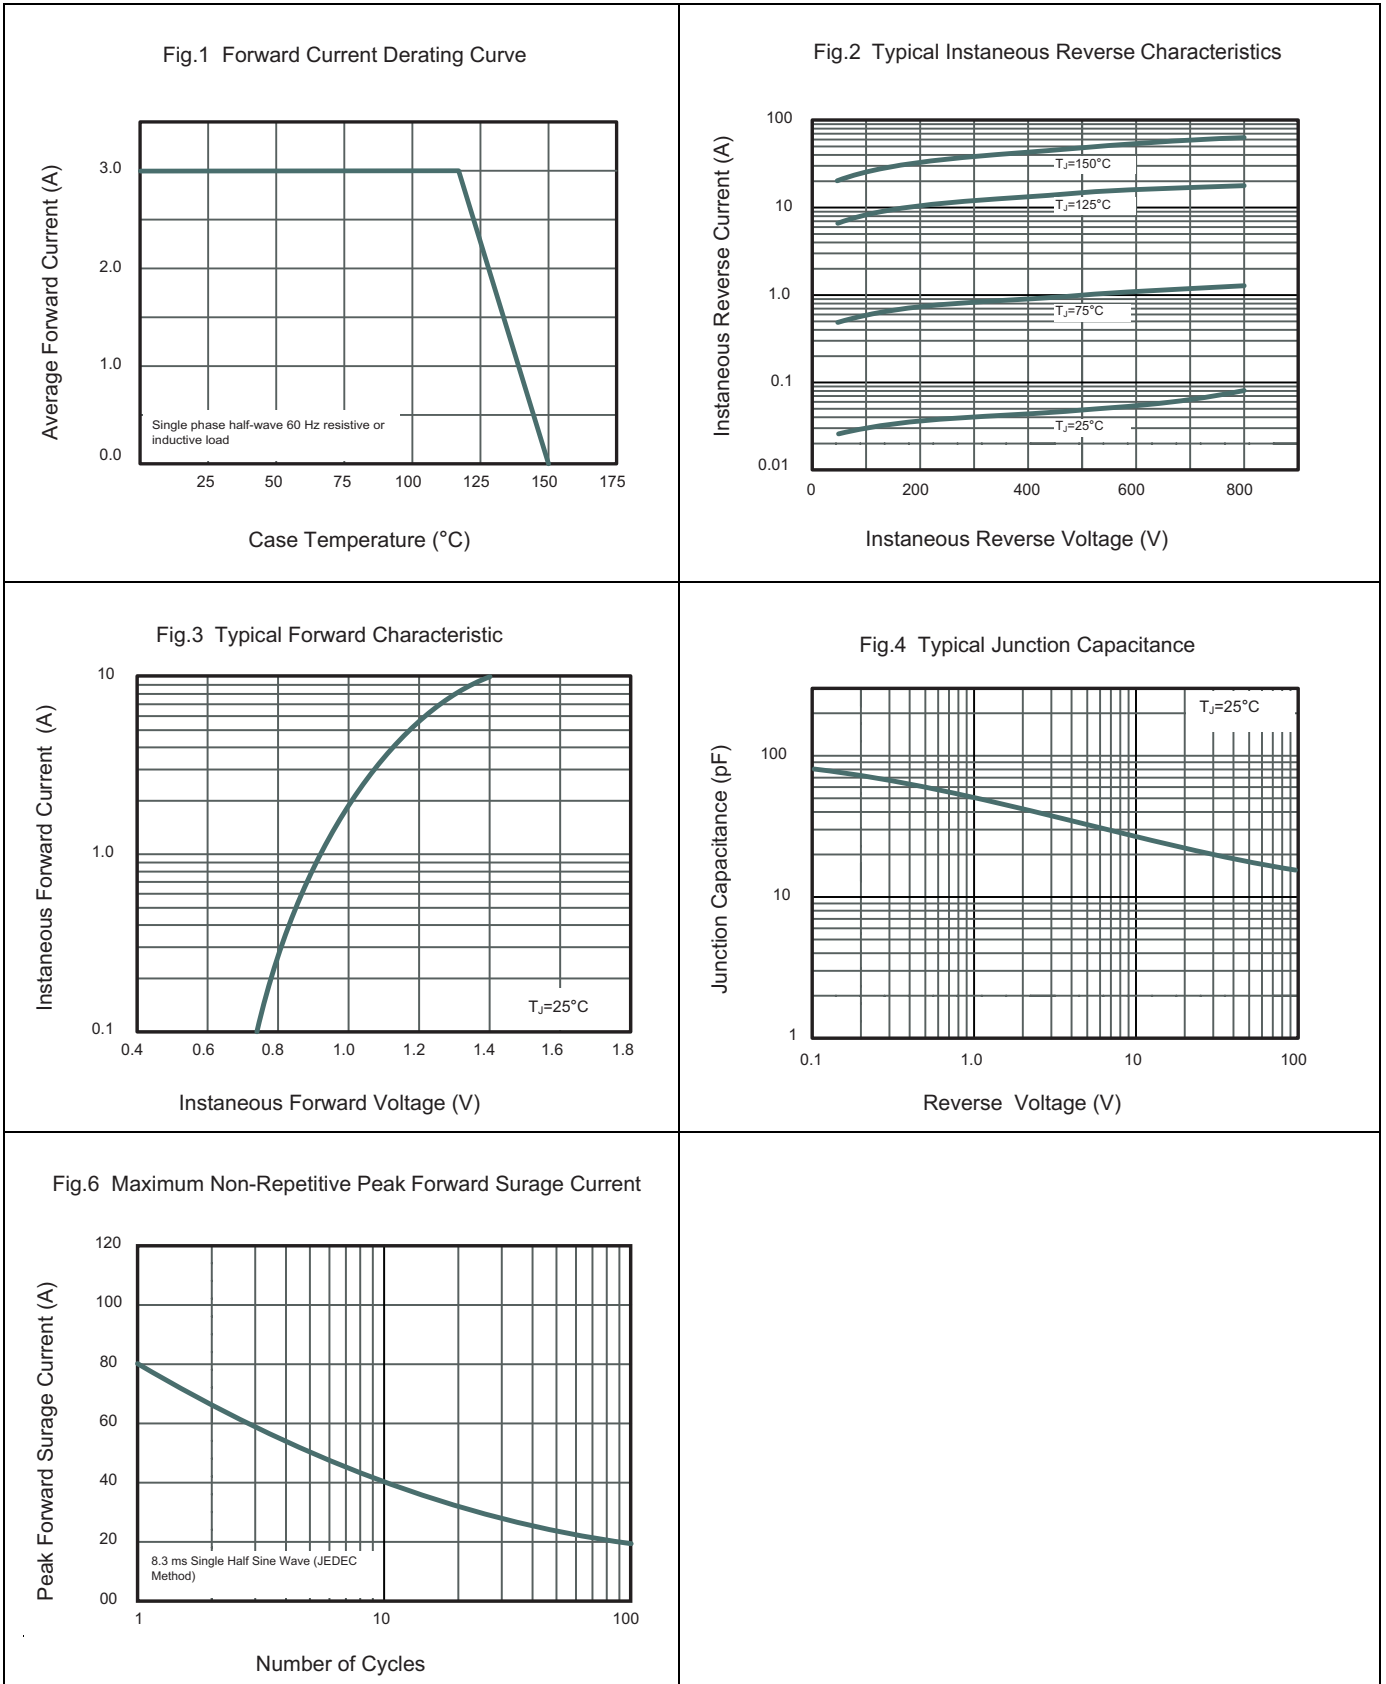 Fig.1  Forward Current Derating Curve
Average Forward Current (A)
3.0
2.0
1.0
0.0
Single phase half-wave 60 Hz resistive or
inductive load
25 50 75 100 125 150 175
Case Temperature (°C)
Fig.2  Typical Instaneous Reverse Characteristics
Instaneous Reverse Current (A)
100
10
1.0
0.1
0.01
TJ=150°C
TJ=125°C
TJ=75°C
TJ=25°C
0 200 400 600 800
Instaneous Reverse Voltage (V)
Fig.3  Typical Forward Characteristic
Instaneous Forward Current  (A)
10
1.0
0.1
TJ=25°C
0.4 0.6 0.8 1.0 1.2 1.4 1.6 1.8
Instaneous Forward Voltage (V)
Fig.4  Typical Junction Capacitance
Junction Capacitance (pF)
TJ=25°C
100
10
1
0.1 1.0 10 100
Reverse  Voltage (V)
Fig.6  Maximum Non-Repetitive Peak Forward Surage Current
Peak Forward Surage Current (A)
120
100
80
60
40
20
00
8.3 ms Single Half Sine Wave (JEDEC
Method)
1 10 100
Number of Cycles